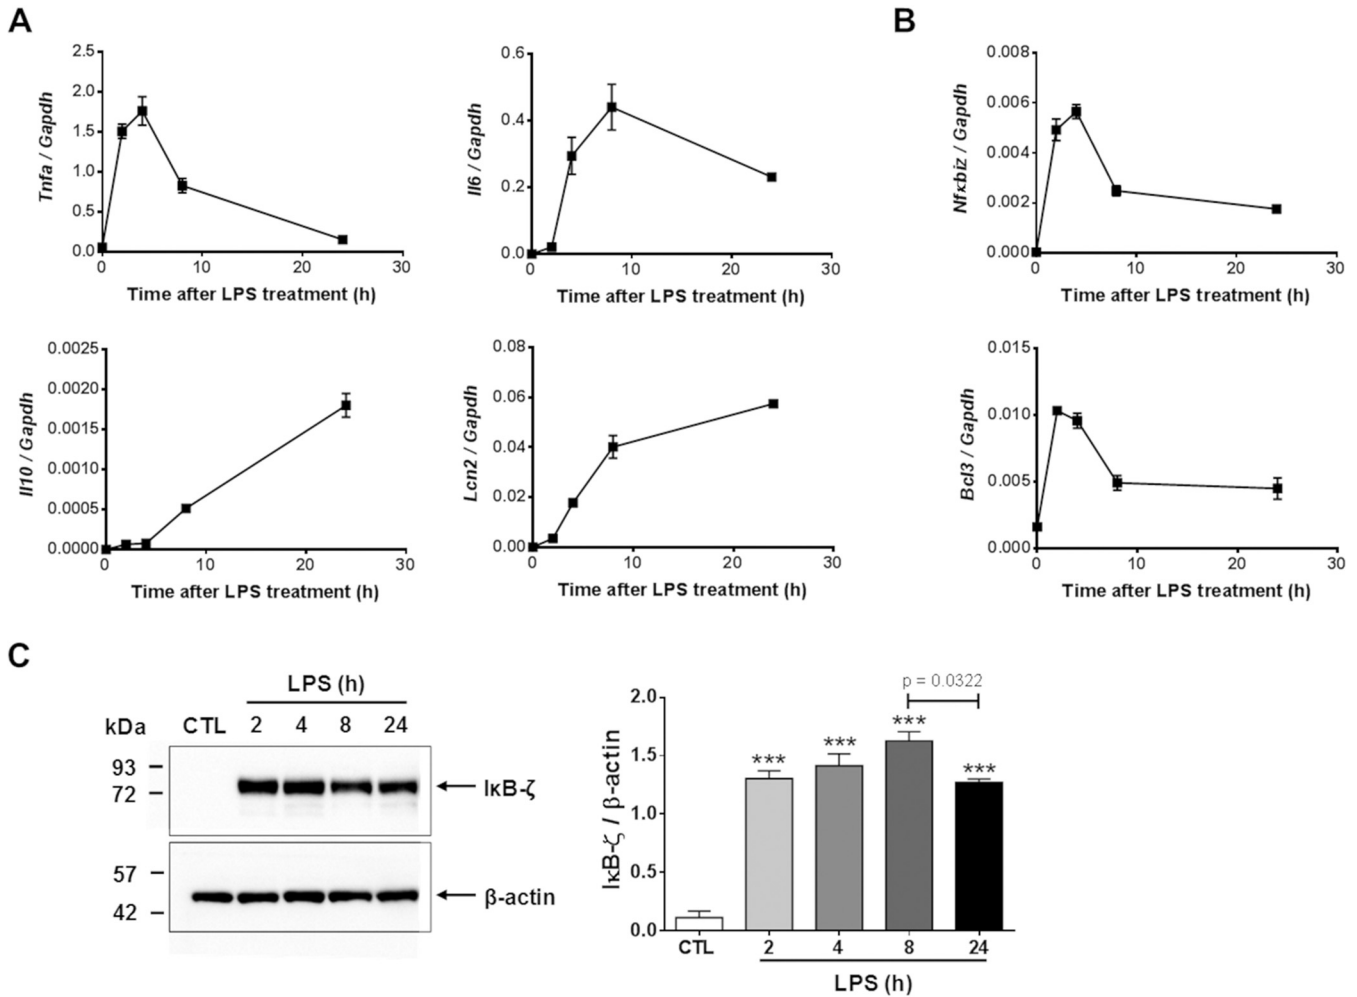 A
B
2.5
2.0
1.5
1.0
0.5
0.0
Tnfa / Gapdh
0 10 20 30
Time after LPS treatment (h)
0.6
0.4
0.2
0.0
Il6 / Gapdh
0 10 20 30
Time after LPS treatment (h)
0.008
0.006
0.004
0.002
0.000
Nfκbiz / Gapdh
0 10 20 30
Time after LPS treatment (h)
0.0025
0.0020
0.0015
0.0010
0.0005
0.0000
Il10 / Gapdh
0 10 20 30
Time after LPS treatment (h)
0.08
0.06
0.04
0.02
0.00
Lcn2 / Gapdh
0 10 20 30
Time after LPS treatment (h)
0.015
0.010
0.005
0.000
Bcl3 / Gapdh
0 10 20 30
Time after LPS treatment (h)
C
LPS (h)
kDa CTL 2 4 8 24
93
72
IκB-ζ
57
42
β-actin
p = 0.0322
2.0
1.5
1.0
0.5
0.0
IκB-ζ / β-actin
*** *** *** ***
CTL 2 4 8 24
LPS (h)